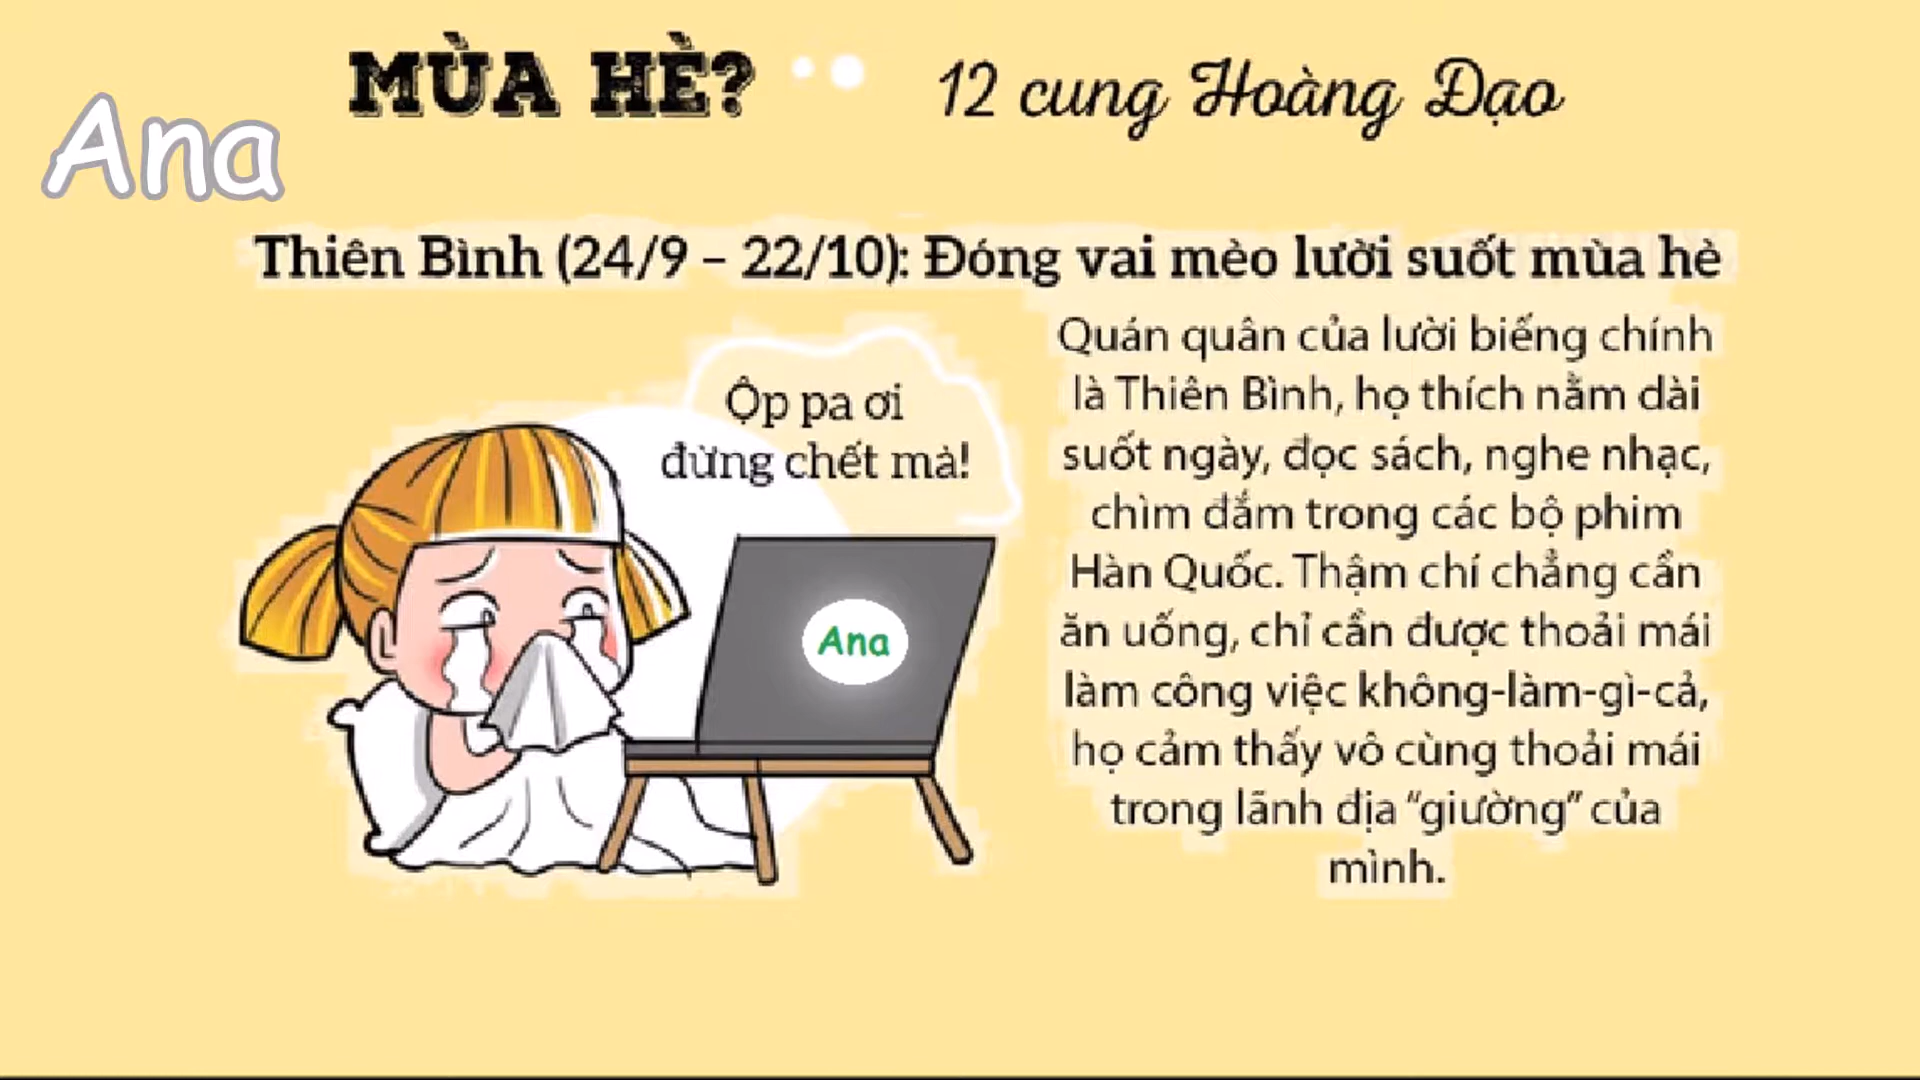 MÙA HÈ?
12 cung Hoàng Đạo
Ana
Thiên Bình (24/9 – 22/10): Đóng vai mèo lười suốt mùa hè
Ộp pa ơi
đừng chết mà!
Ana
Quán quân của lười biếng chính
là Thiên Bình, họ thích nằm dài
suốt ngày, đọc sách, nghe nhạc,
chìm đắm trong các bộ phim
Hàn Quốc. Thậm chí chẳng cần
ăn uống, chỉ cần được thoải mái
làm công việc không-làm-gì-cả,
họ cảm thấy vô cùng thoải mái
trong lãnh địa “giường” của
mình.